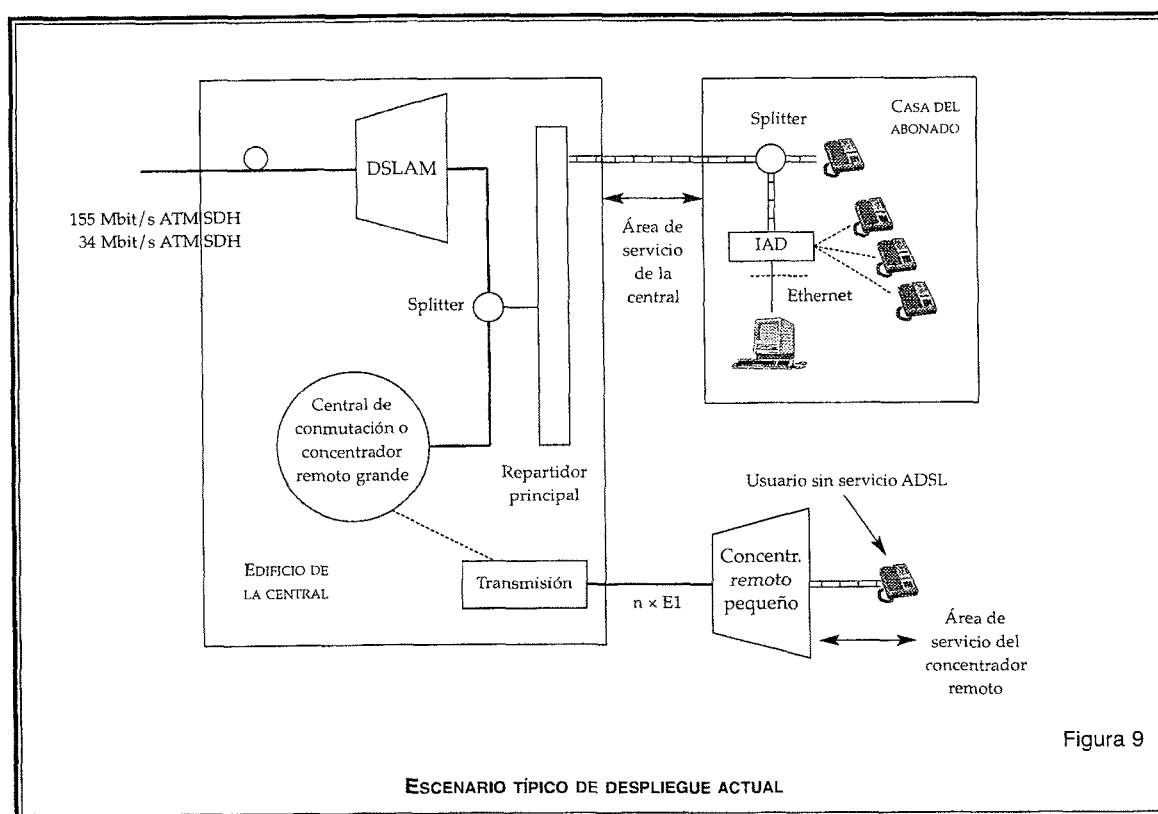 DSLAM
155 Mbit/s ATM SDH
34 Mbit/s ATM SDH
Splitter
Central de
conmutación o
concentrador
remoto grande
Repartidor
principal
EDIFICIO DE
LA CENTRAL
Transmisión
Área de
servicio
de la
central
CASA DEL
ABONADO
Splitter
IAD
Ethernet
n × E1
Concentr.
remoto
pequeño
Usuario sin servicio ADSL
Área de
servicio del
concentrador
remoto
Figura 9
ESCENARIO TÍPICO DE DESPLIEGUE ACTUAL